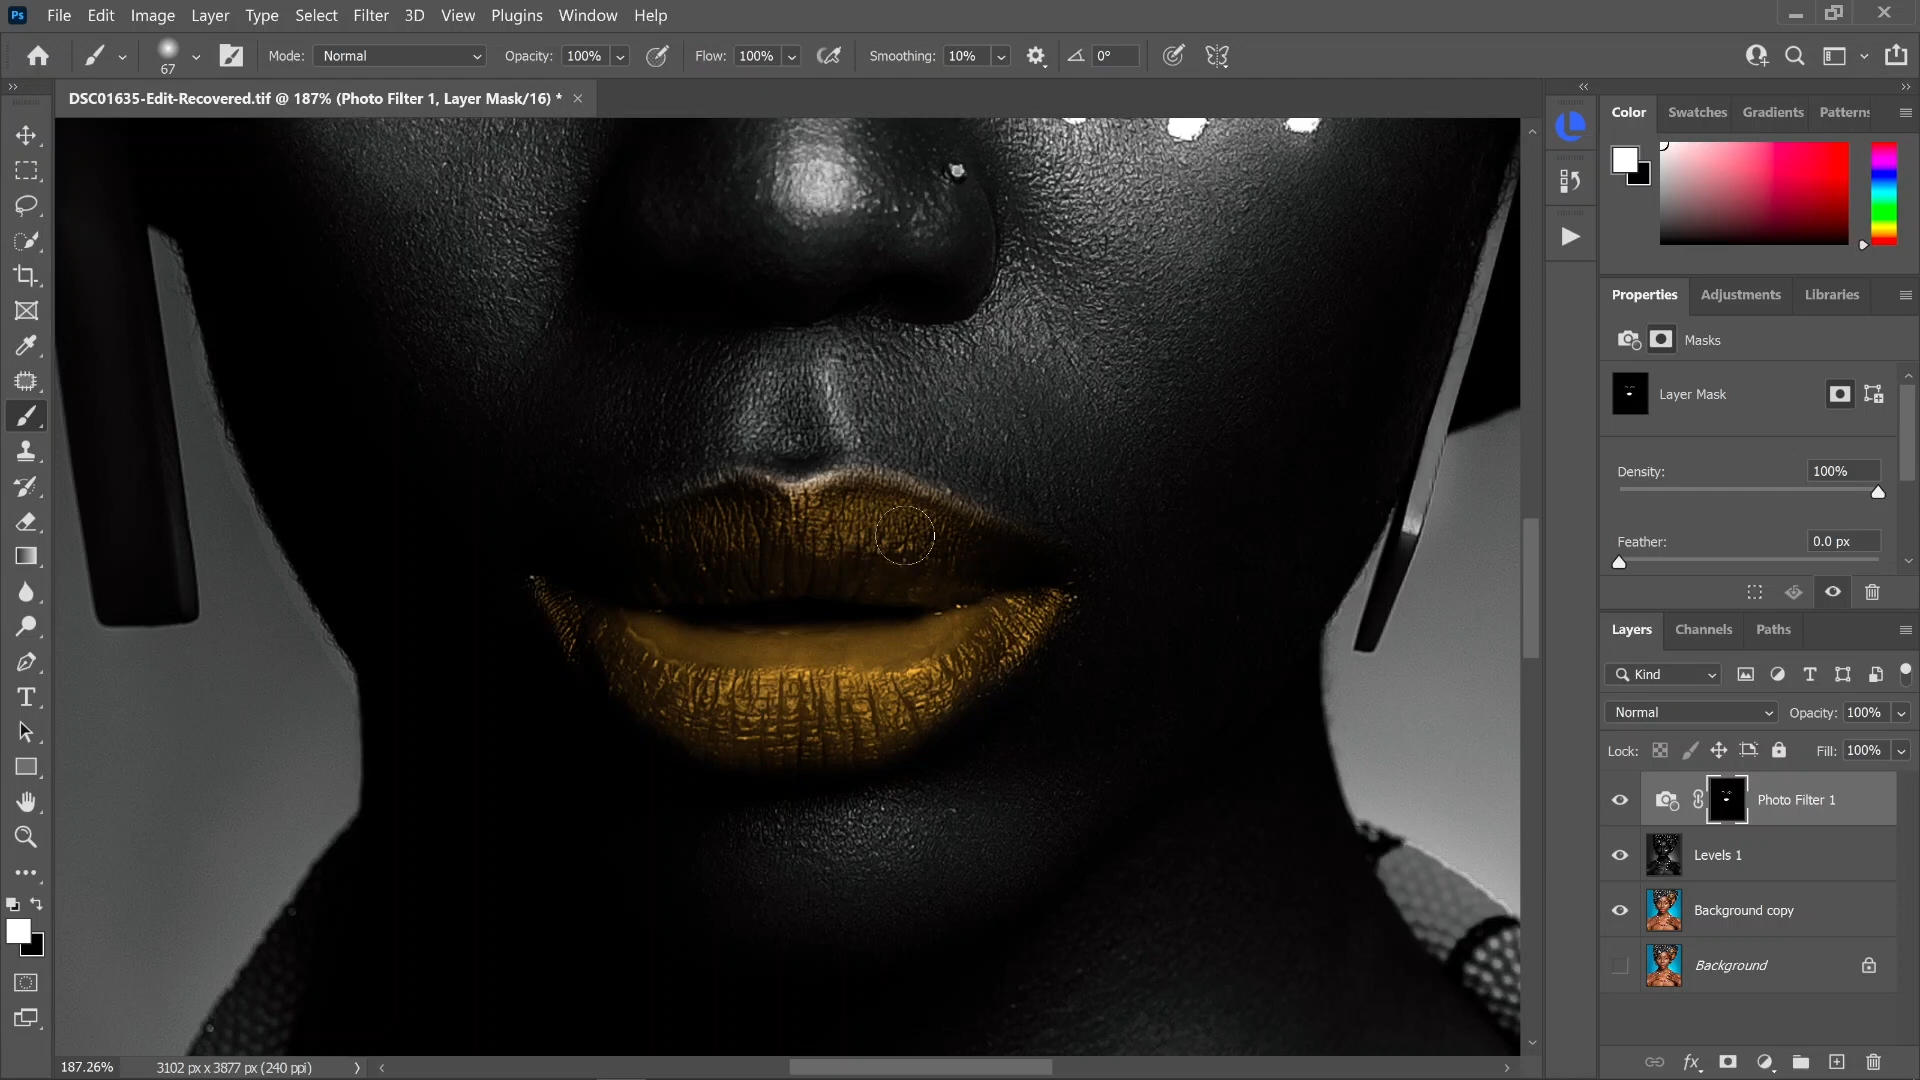 Ps File Edit Image Layer Type Select Filter 3D View Plugins Window Help
67 Mode: Normal Opacity: 100% Flow: 100% Smoothing: 10% 0°
DSC01635-Edit-Recovered.tif @ 187% (Photo Filter 1, Layer Mask/16) *
Color Swatches Gradients Patterns
Properties Adjustments Libraries
Masks
Layer Mask
Density: 100%
Feather: 0.0 px
Layers Channels Paths
Kind
Normal Opacity: 100%
Lock: Fill: 100%
Photo Filter 1
Levels 1
Background copy
Background
187.26% 3102 px x 3877 px (240 ppi)